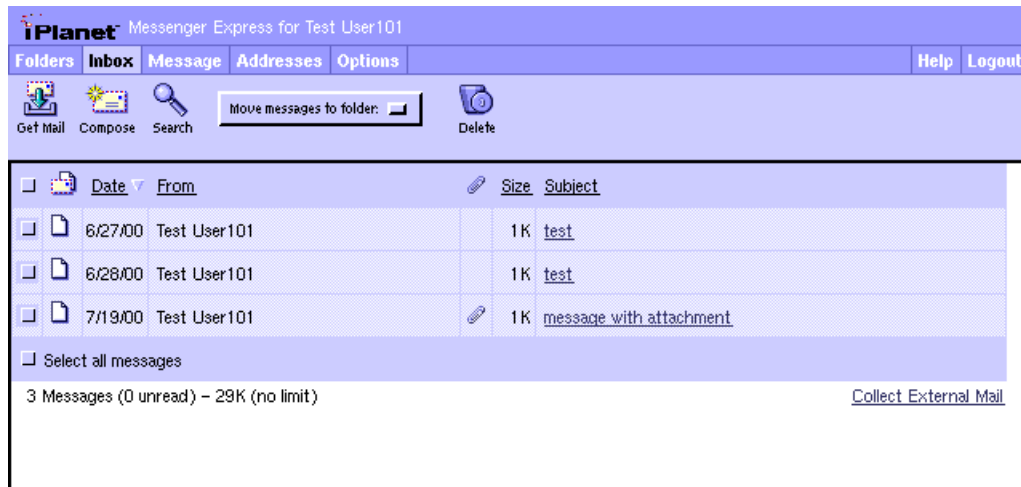 iPlanet Messenger Express for Test User101
Folders Inbox Message Addresses Options Help Logout
Get Mail Compose Search Move messages to folder: Delete
Date From Size Subject
6/27/00 Test User101 1K test
6/28/00 Test User101 1K test
7/19/00 Test User101 1K message with attachment
Select all messages
3 Messages (0 unread) – 29K (no limit) Collect External Mail